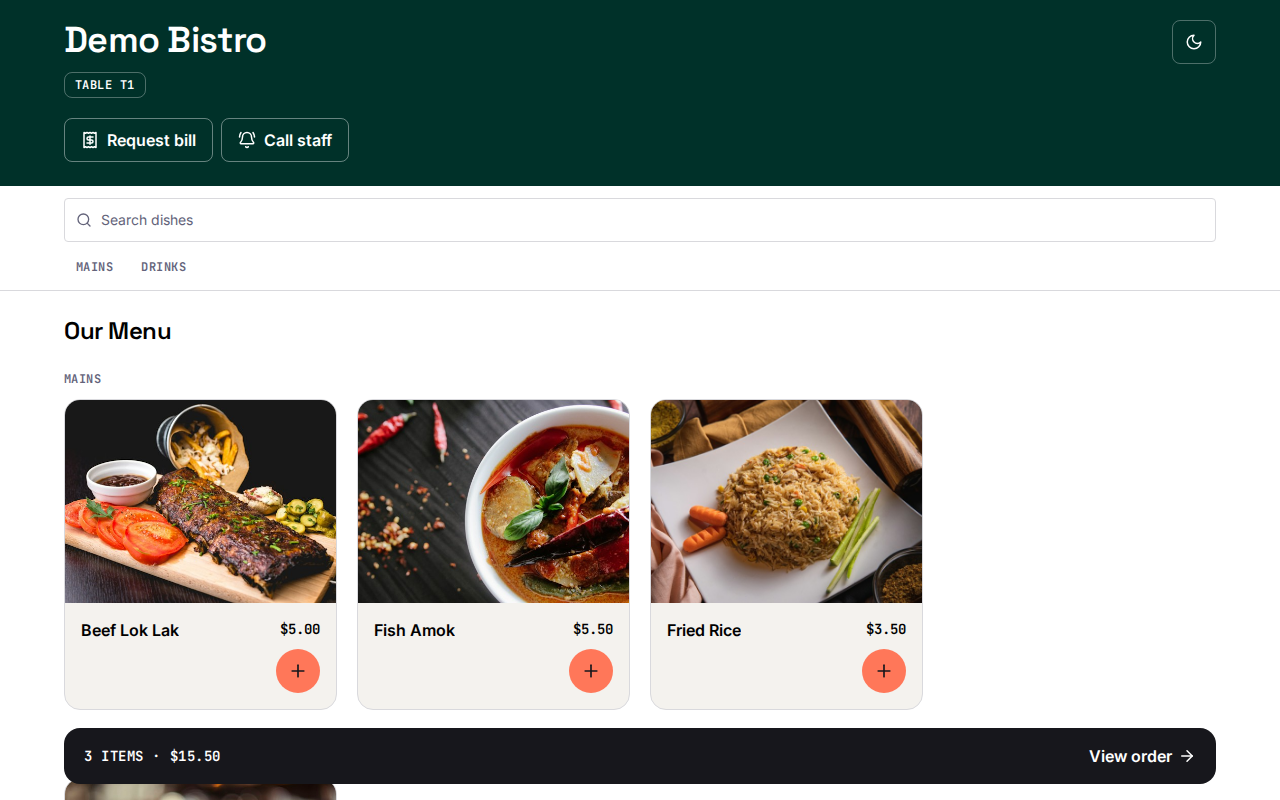 Demo Bistro
TABLE T1
Request bill Call staff
Search dishes
MAINS DRINKS
Our Menu
MAINS
Beef Lok Lak $5.00
Fish Amok $5.50
Fried Rice $3.50
3 ITEMS · $15.50 View order